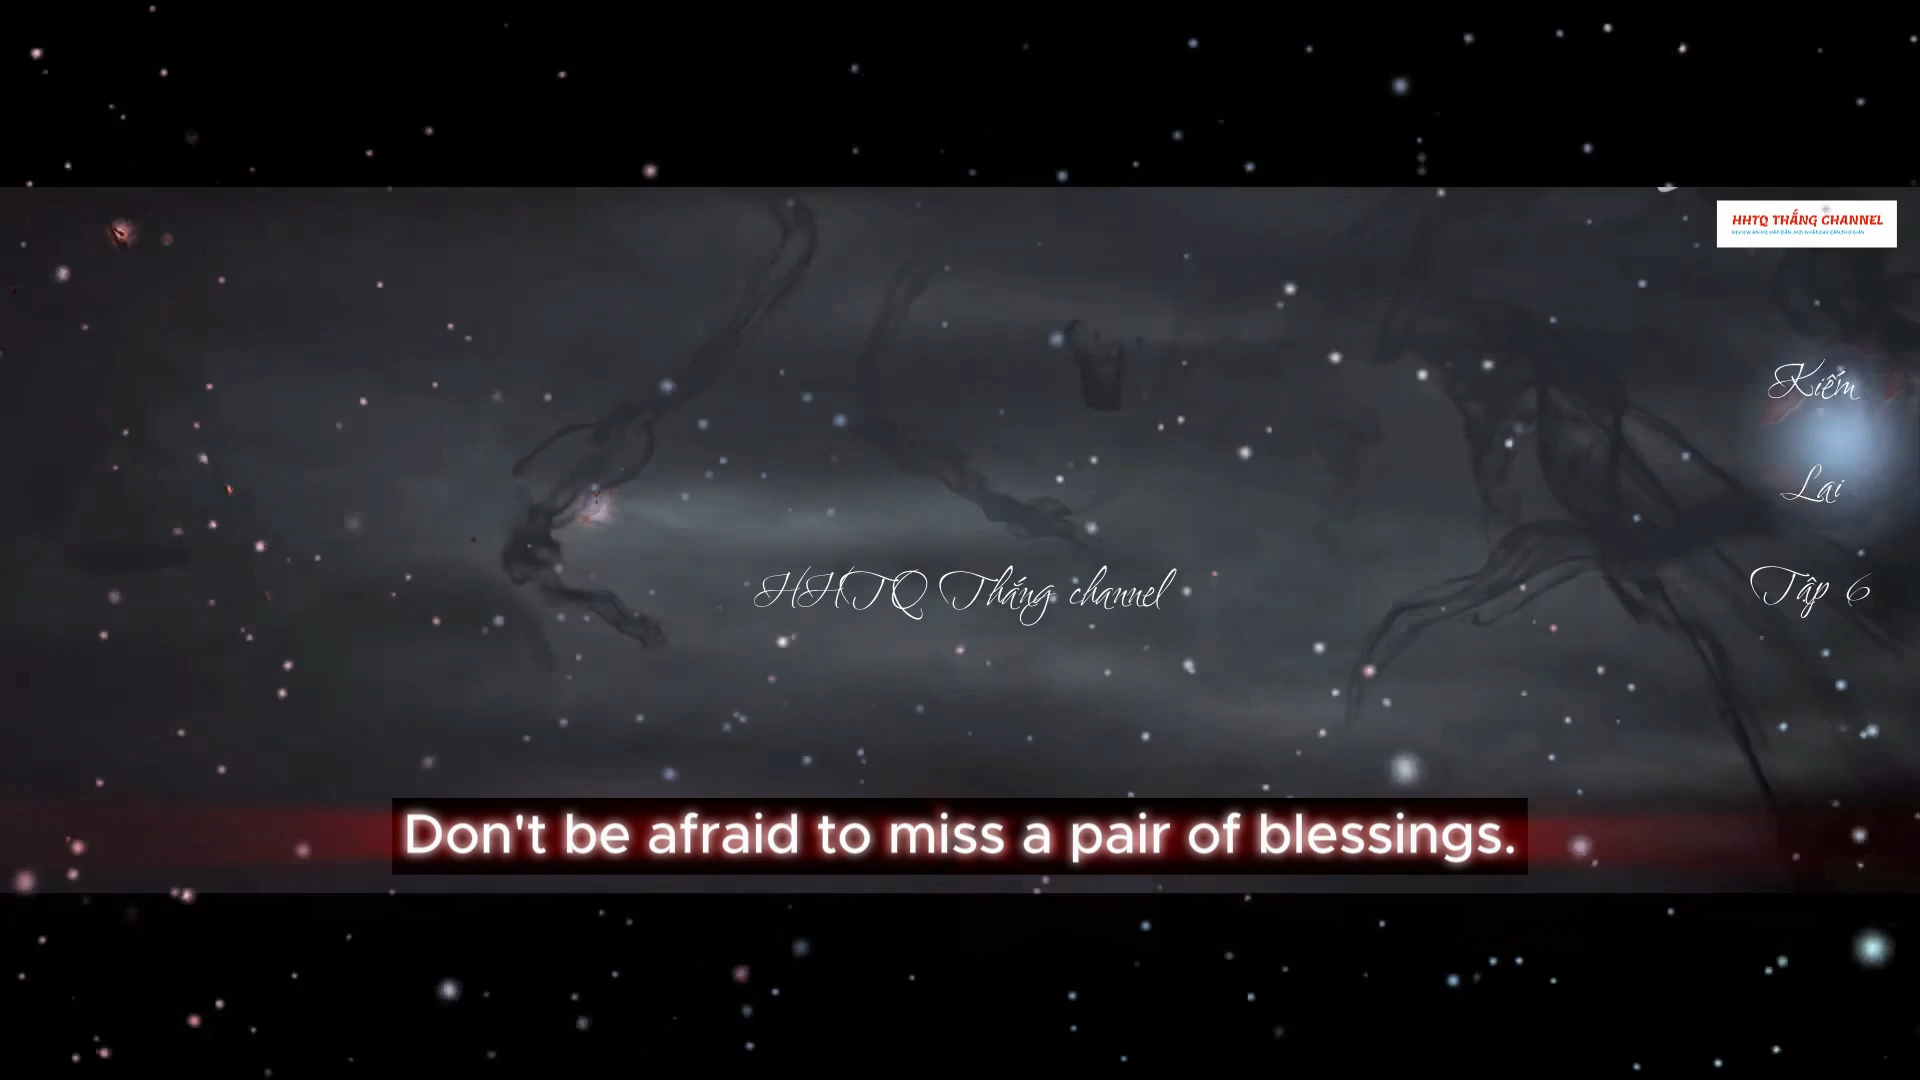 HHTQ THẮNG CHANNEL
Kiếm
Lai
Tập 6
HHTQ Thắng channel
Don't be afraid to miss a pair of blessings.